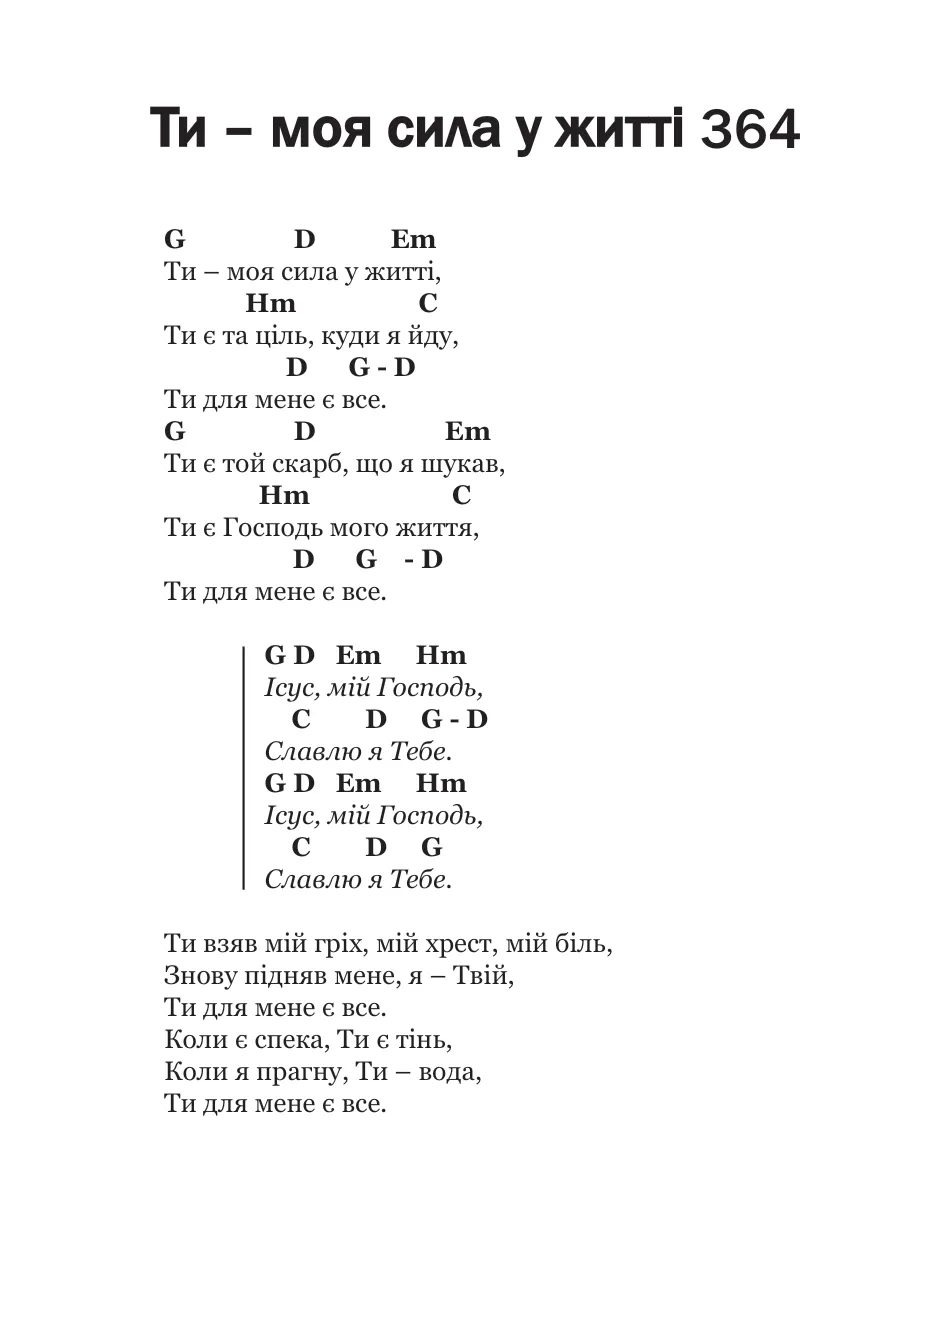 Ти – моя сила у житті 364
G D Em
Ти – моя сила у житті,
Hm C
Ти є та ціль, куди я йду,
D G - D
Ти для мене є все.
G D Em
Ти є той скарб, що я шукав,
Hm C
Ти є Господь мого життя,
D G - D
Ти для мене є все.
G D Em Hm
Ісус, мій Господь,
C D G - D
Славлю я Тебе.
G D Em Hm
Ісус, мій Господь,
C D G
Славлю я Тебе.
Ти взяв мій гріх, мій хрест, мій біль,
Знову підняв мене, я – Твій,
Ти для мене є все.
Коли є спека, Ти є тінь,
Коли я прагну, Ти – вода,
Ти для мене є все.